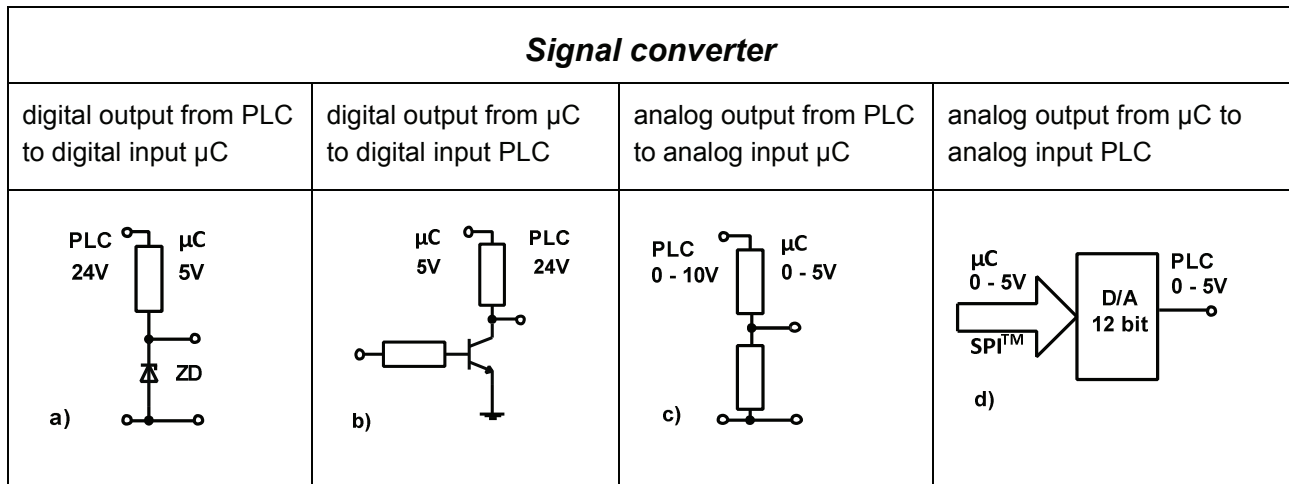 Signal converter
digital output from PLC
to digital input µC
digital output from µC
to digital input PLC
analog output from PLC
to analog input µC
analog output from µC to
analog input PLC
PLC
24V
µC
5V
ZD
a)
µC
5V
PLC
24V
b)
PLC
0 - 10V
µC
0 - 5V
c)
µC
0 - 5V
SPI™
D/A
12 bit
PLC
0 - 5V
d)